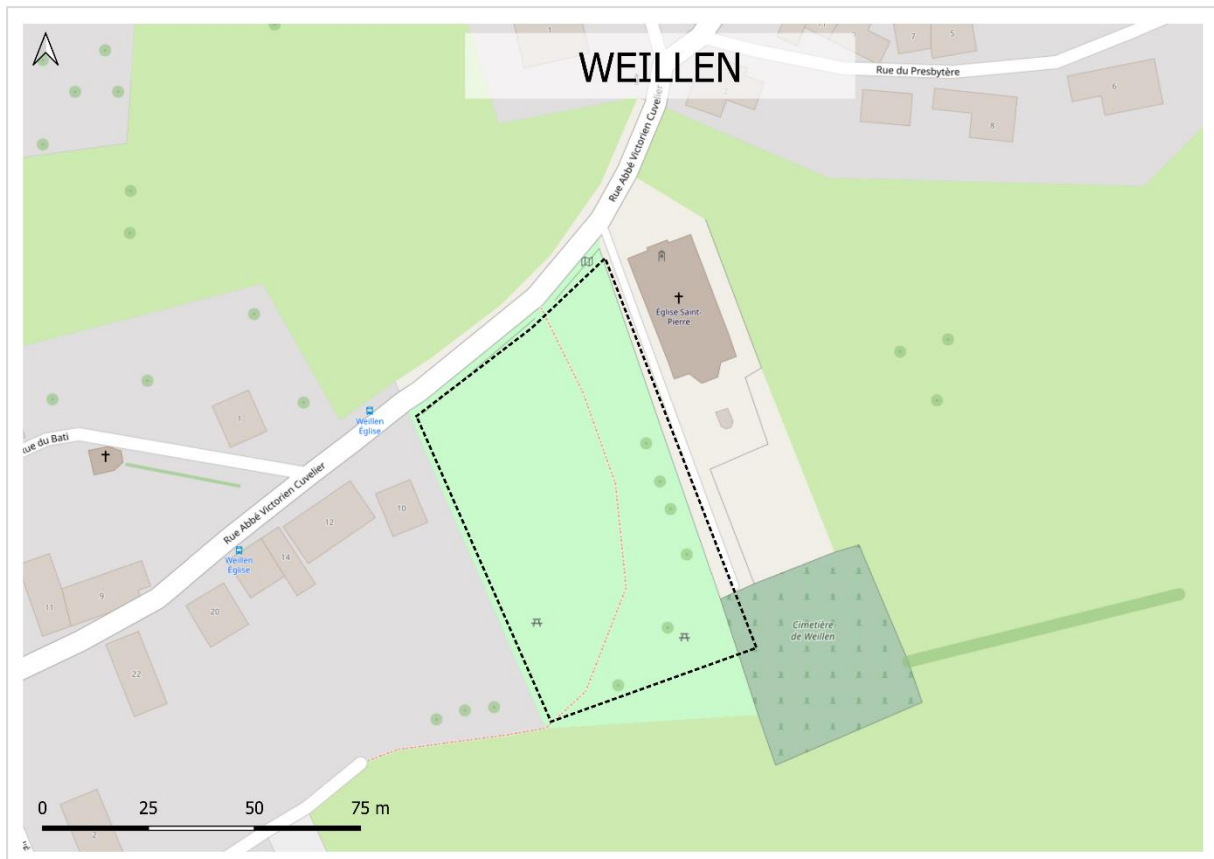 WEILLEN
1
7
5
Rue du Presbytère
6
8
Rue Abbé Victorien Cuvelier
Église Saint-
Pierre
1
Weillen
Église
Rue du Bati
Rue Abbé Victorien Cuvelier
12
10
14
Weillen
Église
11
9
20
22
Cimetière
de Weillen
2
0 25 50 75 m